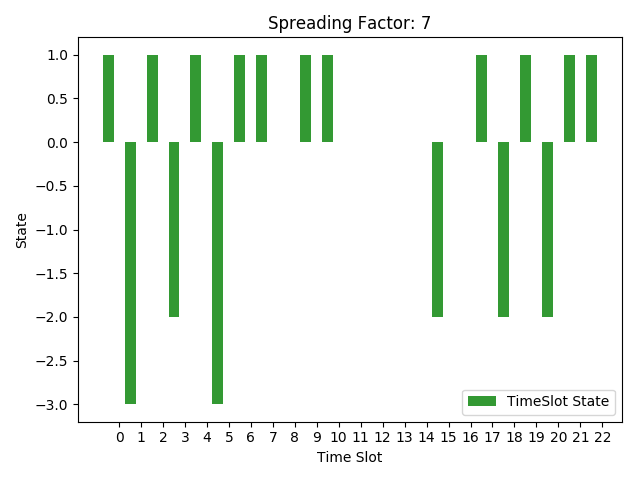 Spreading Factor: 7
1.0
0.5
0.0
−0.5
−1.0
−1.5
−2.0
−2.5
−3.0
State
TimeSlot State
0 1 2 3 4 5 6 7 8 9 10 11 12 13 14 15 16 17 18 19 20 21 22
Time Slot